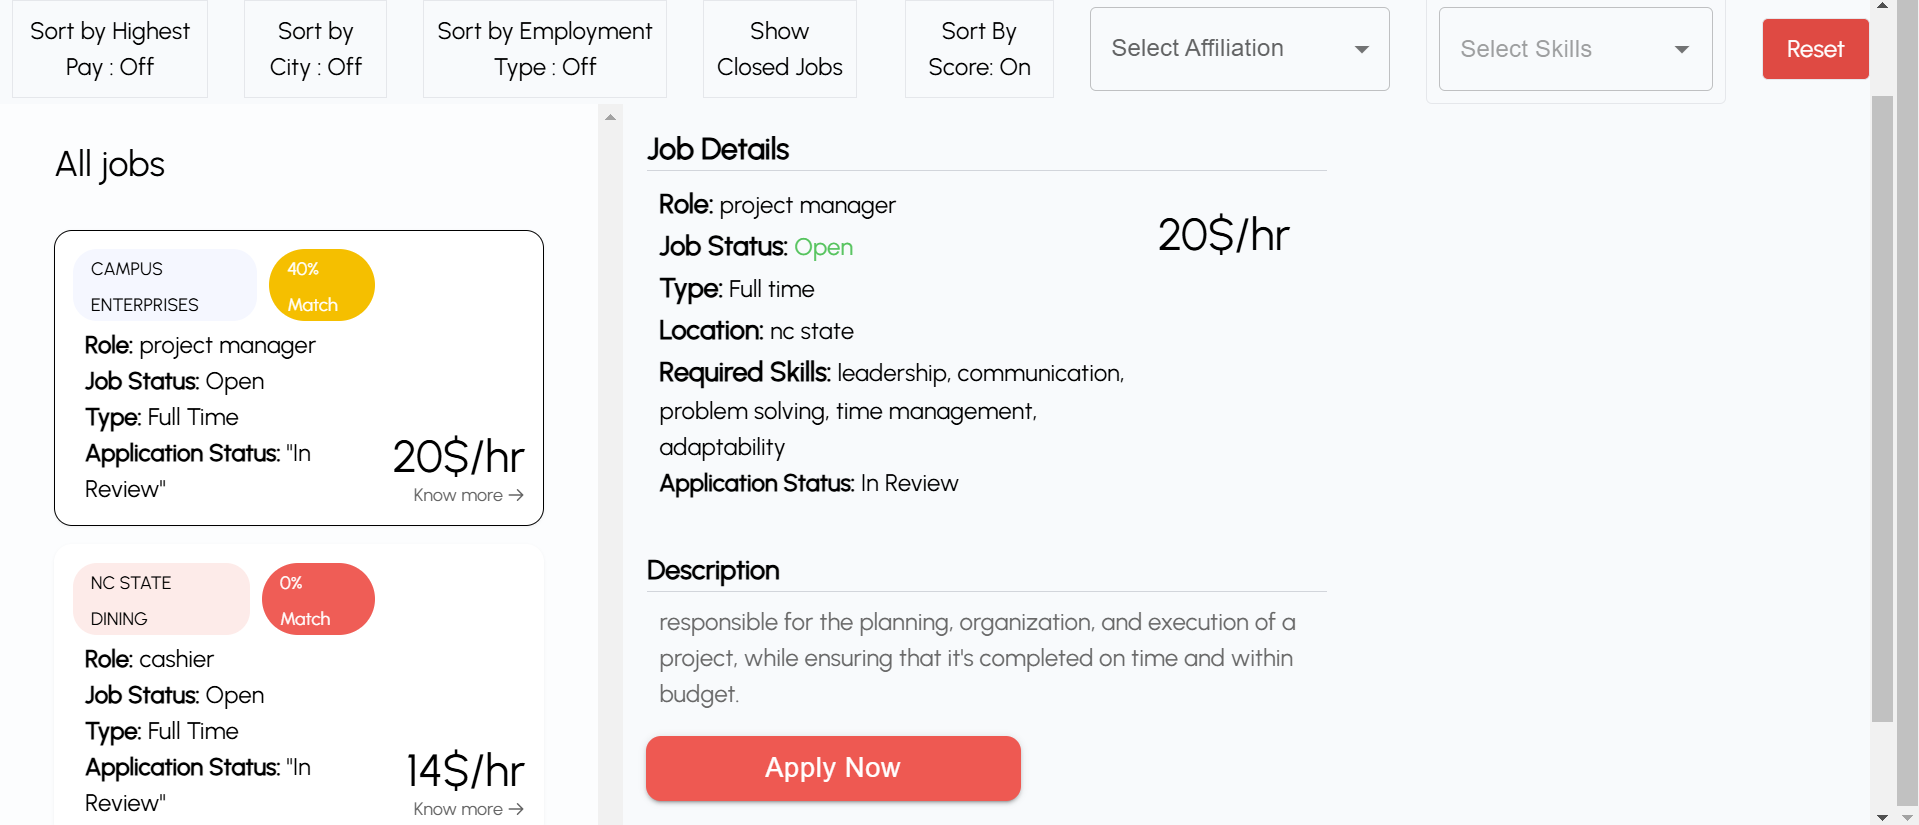 Sort by Highest
Pay : Off
Sort by
City : Off
Sort by Employment
Type : Off
Show
Closed Jobs
Sort By
Score: On
Select Affiliation
Select Skills
Reset
All jobs
CAMPUS
ENTERPRISES
40%
Match
Role: project manager
Job Status: Open
Type: Full Time
Application Status: "In
Review"
20$/hr
Know more →
NC STATE
DINING
0%
Match
Role: cashier
Job Status: Open
Type: Full Time
Application Status: "In
Review"
14$/hr
Know more →
Job Details
Role: project manager
Job Status: Open
Type: Full time
Location: nc state
Required Skills: leadership, communication,
problem solving, time management,
adaptability
Application Status: In Review
20$/hr
Description
responsible for the planning, organization, and execution of a
project, while ensuring that it's completed on time and within
budget.
Apply Now